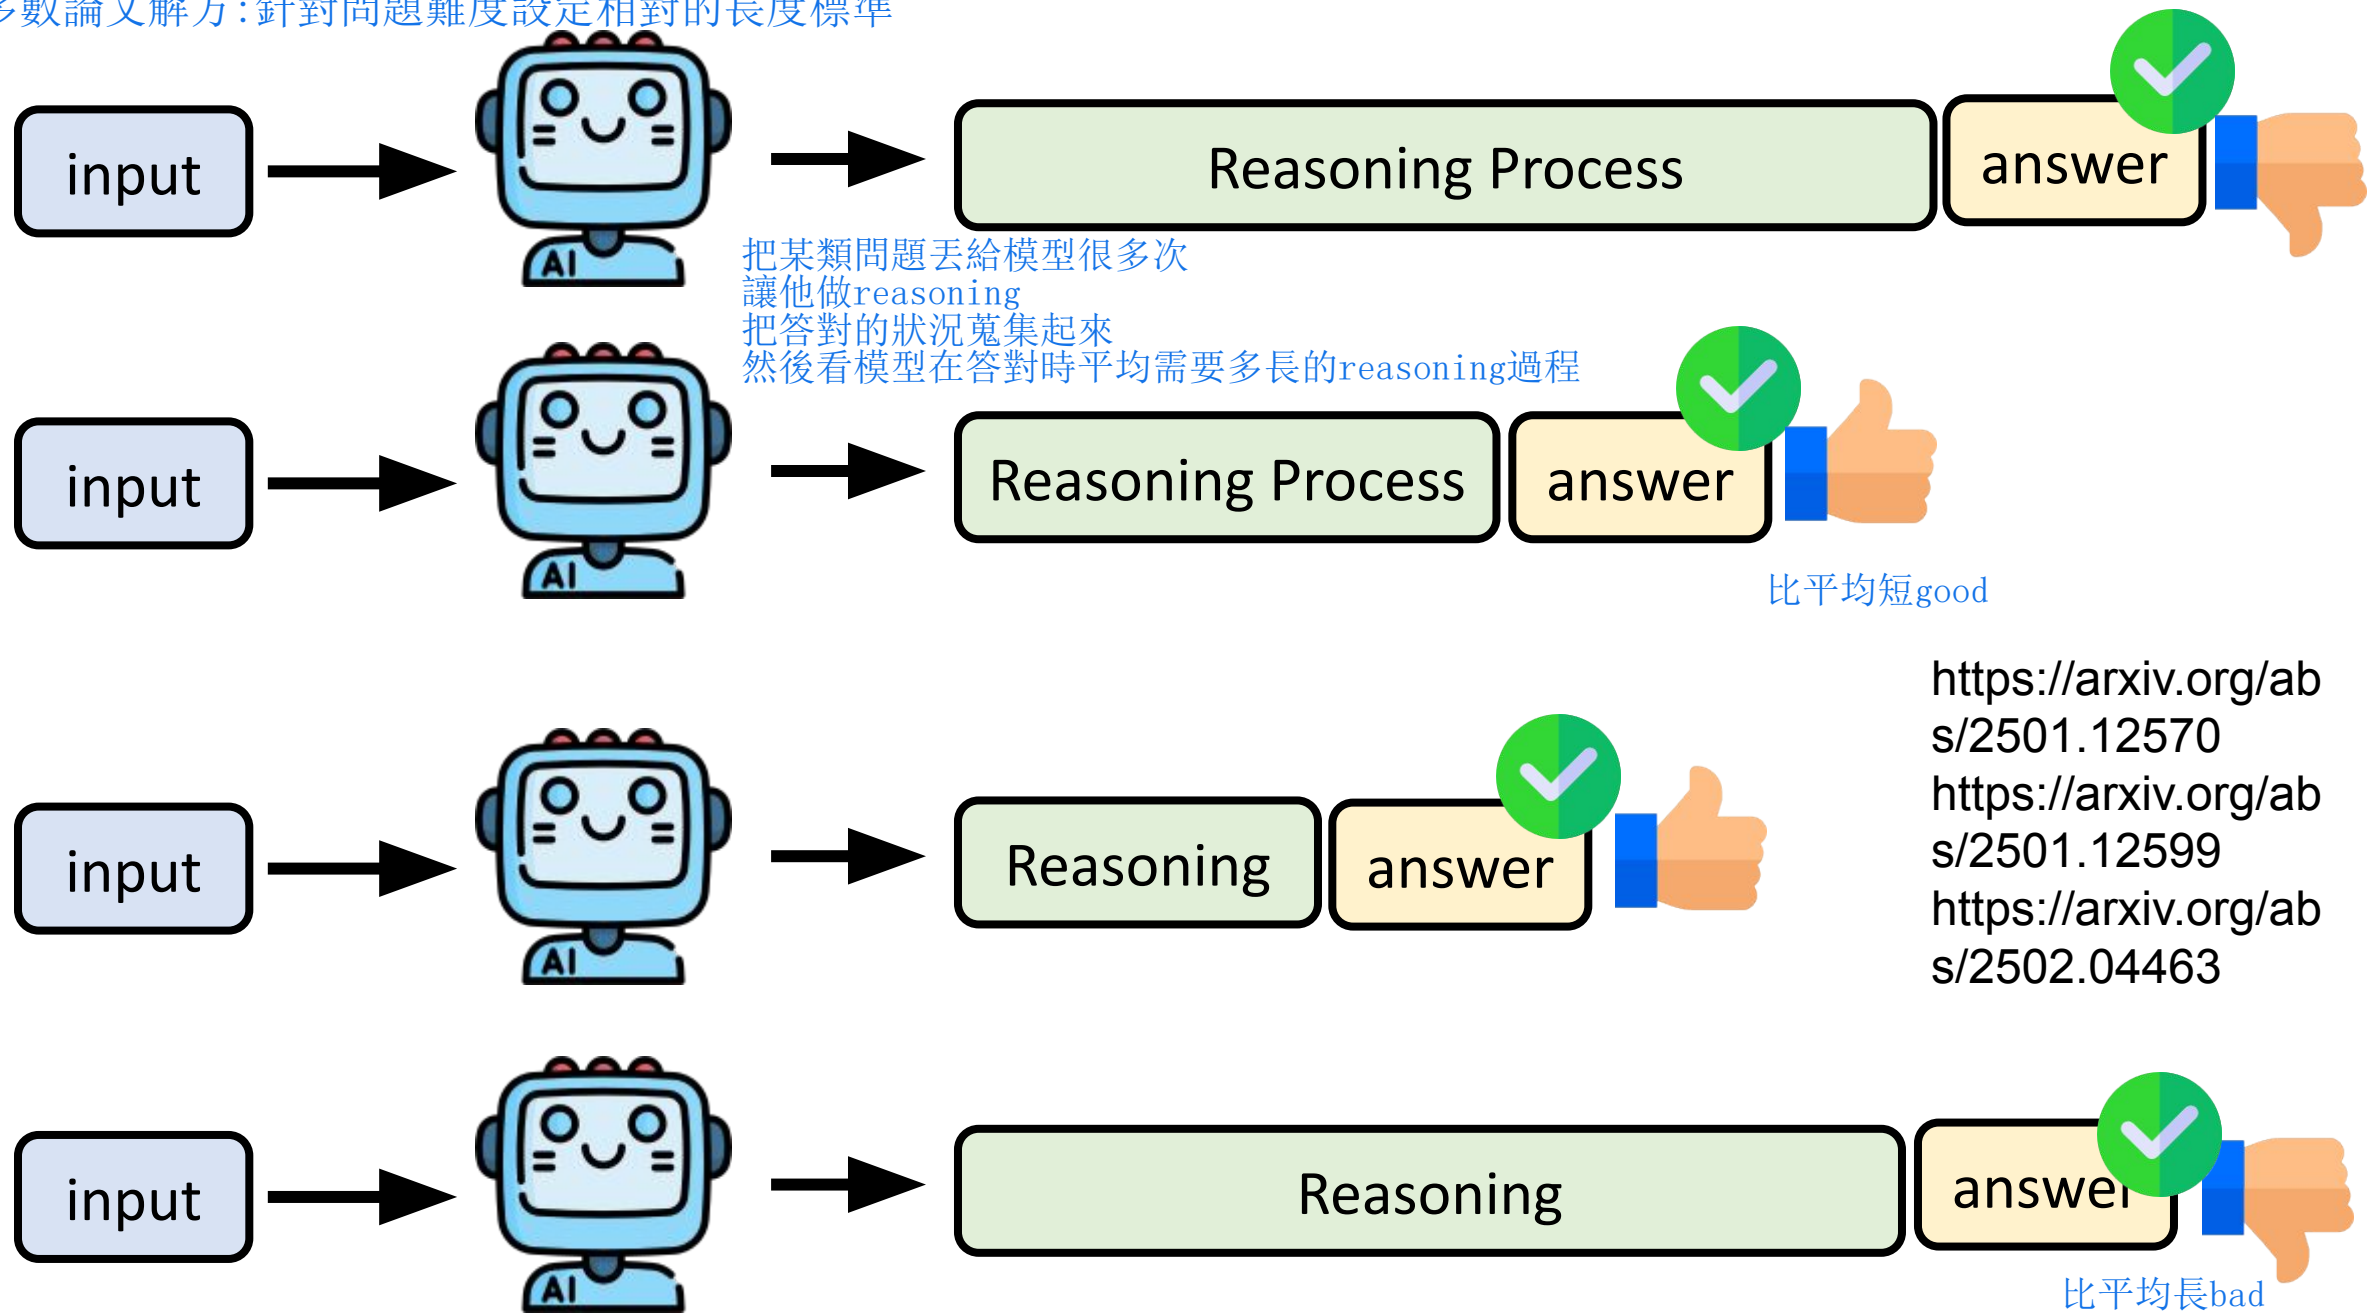 多數論文解方:針對問題難度設定相對的長度標準
input
AI
Reasoning Process
answer
把某類問題丟給模型很多次
讓他做reasoning
把答對的狀況蒐集起來
然後看模型在答對時平均需要多長的reasoning過程
input
AI
Reasoning Process
answer
比平均短good
https://arxiv.org/ab
s/2501.12570
https://arxiv.org/ab
s/2501.12599
https://arxiv.org/ab
s/2502.04463
input
AI
Reasoning
answer
input
AI
Reasoning
answer
比平均長bad